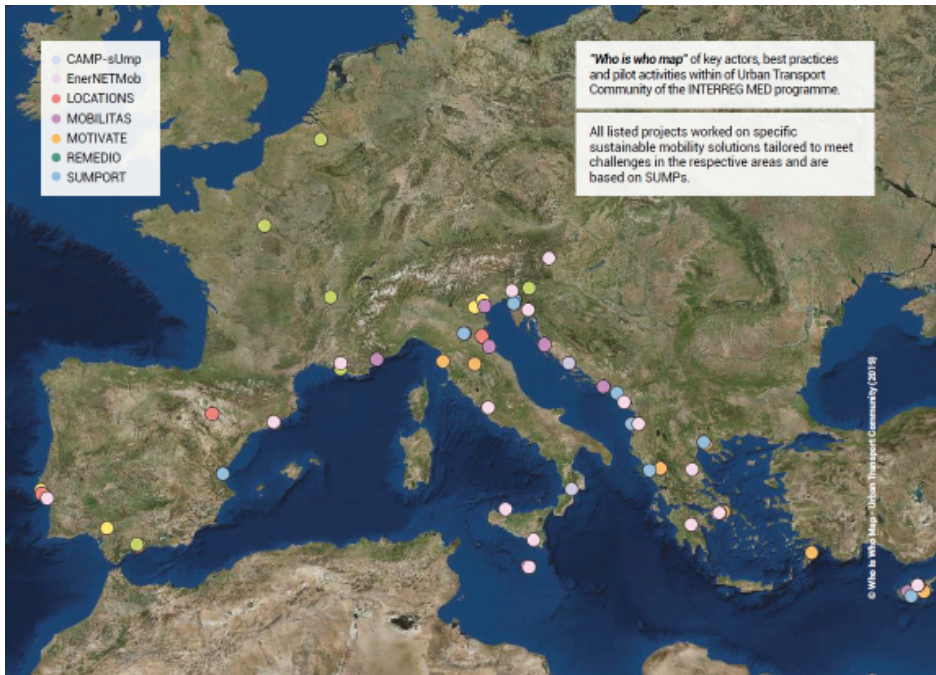 CAMP-sUmp
EnerNETMob
LOCATIONS
MOBILITAS
MOTIVATE
REMEDIO
SUMPORT
"Who is who map" of key actors, best practices
and pilot activities within of Urban Transport
Community of the INTERREG MED programme.
All listed projects worked on specific
sustainable mobility solutions tailored to meet
challenges in the respective areas and are
based on SUMPs.
© Who Is Who Map - Urban Transport Community (2019)